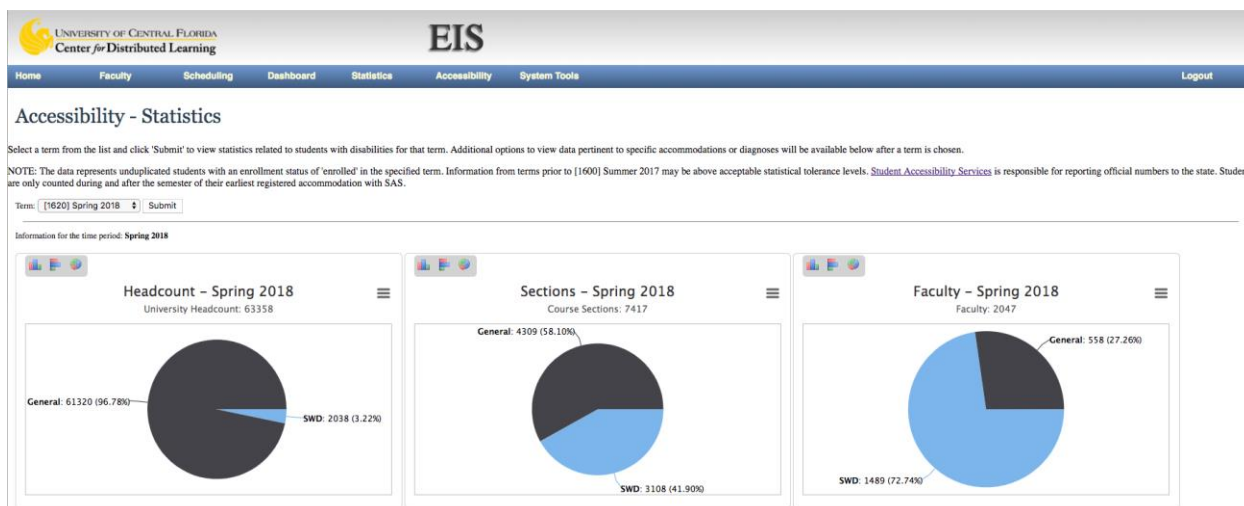 UNIVERSITY OF CENTRAL FLORIDA
Center for Distributed Learning
EIS
Home Faculty Scheduling Dashboard Statistics Accessibility System Tools Logout
Accessibility - Statistics
Select a term from the list and click 'Submit' to view statistics related to students with disabilities for that term. Additional options to view data pertinent to specific accommodations or diagnoses will be available below after a term is chosen.
NOTE: The data represents unduplicated students with an enrollment status of 'enrolled' in the specified term. Information from terms prior to [1600] Summer 2017 may be above acceptable statistical tolerance levels. Student Accessibility Services is responsible for reporting official numbers to the state. Stude
are only counted during and after the semester of their earliest registered accommodation with SAS.
Term: [1620] Spring 2018 Submit
Information for the time period: Spring 2018
Headcount - Spring 2018
University Headcount: 63358
General: 61320 (96.78%)
SWD: 2038 (3.22%)
Sections - Spring 2018
Course Sections: 7417
General: 4309 (58.10%)
SWD: 3108 (41.90%)
Faculty - Spring 2018
Faculty: 2047
General: 558 (27.26%)
SWD: 1489 (72.74%)